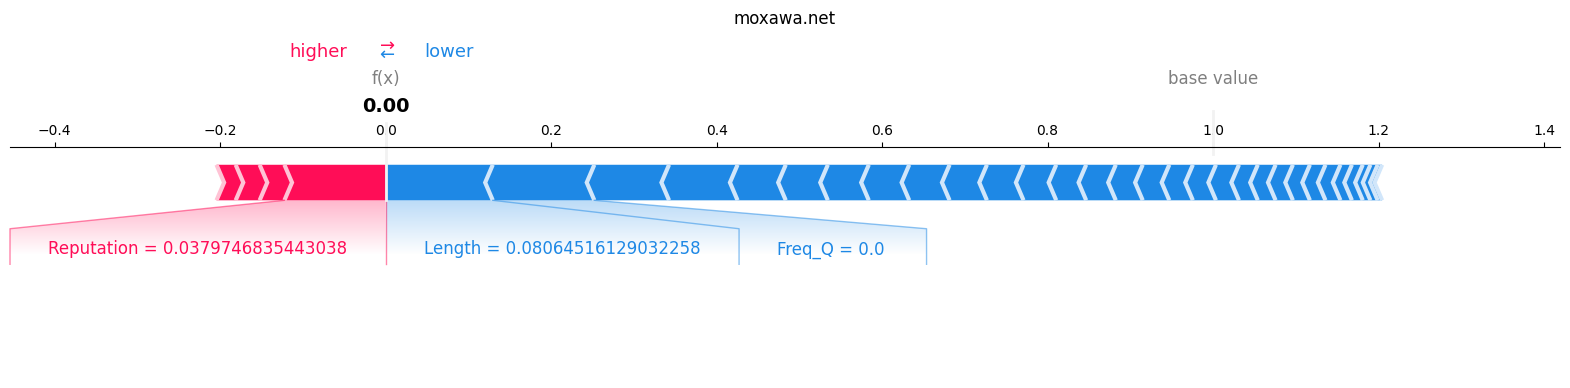 moxawa.net
higher ⇄ lower
f(x) base value
0.00
−0.4 −0.2 0.0 0.2 0.4 0.6 0.8 1.0 1.2 1.4
Reputation = 0.0379746835443038 Length = 0.08064516129032258 Freq_Q = 0.0